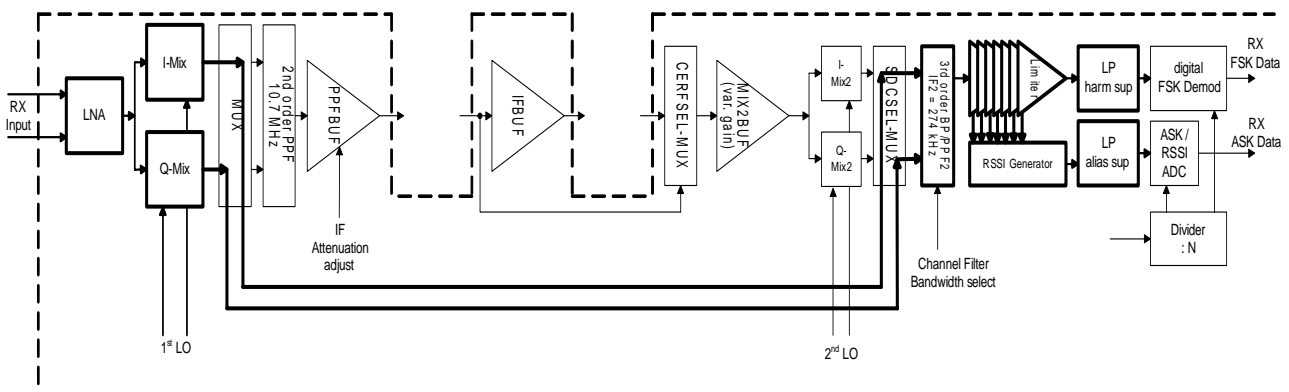 RX
Input
LNA
I-Mix
Q-Mix
MUX
2nd order PPF
10.7 MHz
PPFBUF
IF
Attenuation
adjust
1st LO
IFBUF
CERFSEL-MUX
MIX2BUF
(var. gain)
I-
Mix2
Q-
Mix2
2nd LO
SDCSEL-MUX
3rd order BP/PPF2
IF2 = 274 kHz
Channel Filter
Bandwidth select
Limiter
RSSI Generator
LP
harm sup
LP
alias sup
digital
FSK Demod
ASK /
RSSI
ADC
Divider
: N
RX
FSK Data
RX
ASK Data